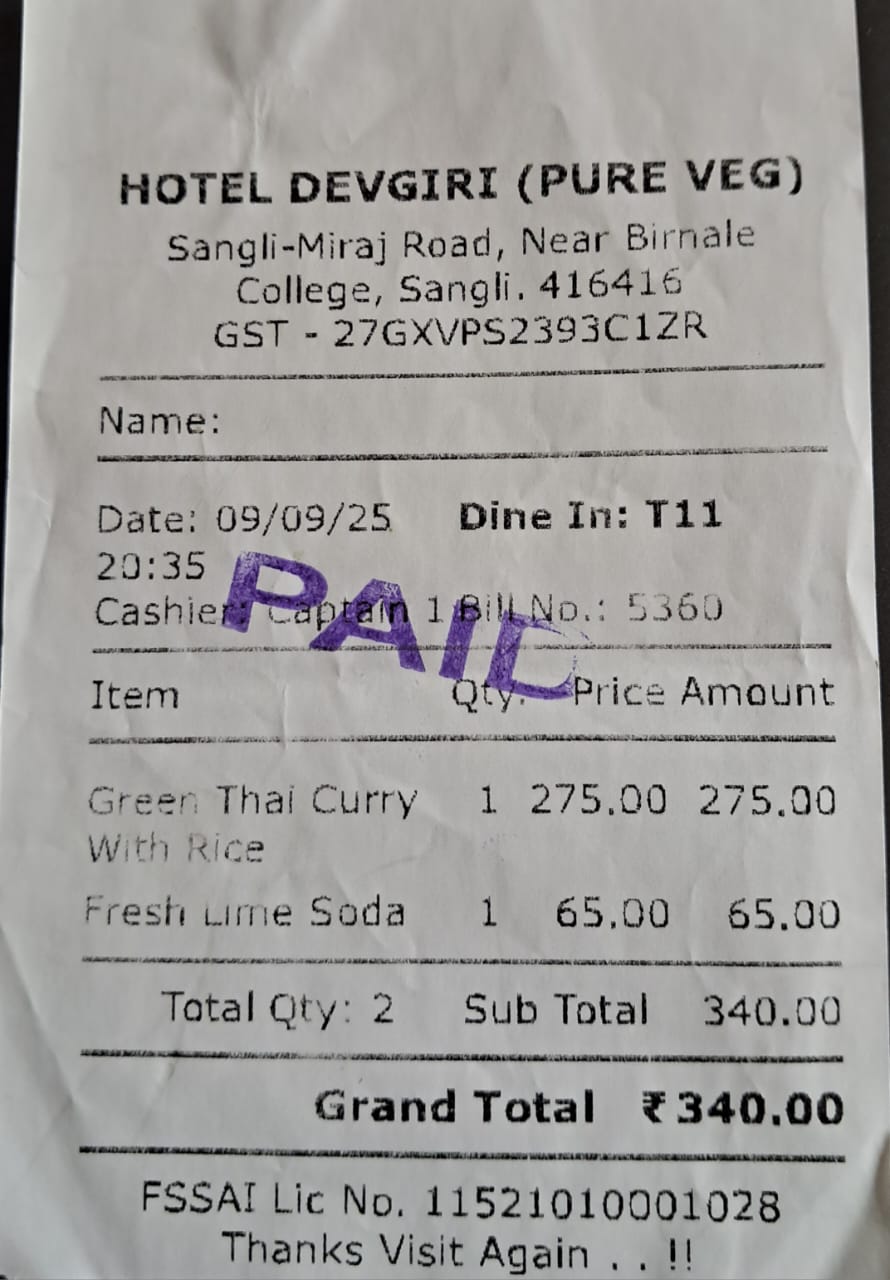 HOTEL DEVGIRI (PURE VEG)
Sangli-Miraj Road, Near Birnale
College, Sangli. 416416
GST - 27GXVPS2393C1ZR
Name:
Date: 09/09/25 Dine In: T11
20:35
Cashier: Captain 1 Bill No.: 5360
PAID
Item Qty. Price Amount
Green Thai Curry 1 275.00 275.00
With Rice
Fresh Lime Soda 1 65.00 65.00
Total Qty: 2 Sub Total 340.00
Grand Total ₹340.00
FSSAI Lic No. 11521010001028
Thanks Visit Again . . !!